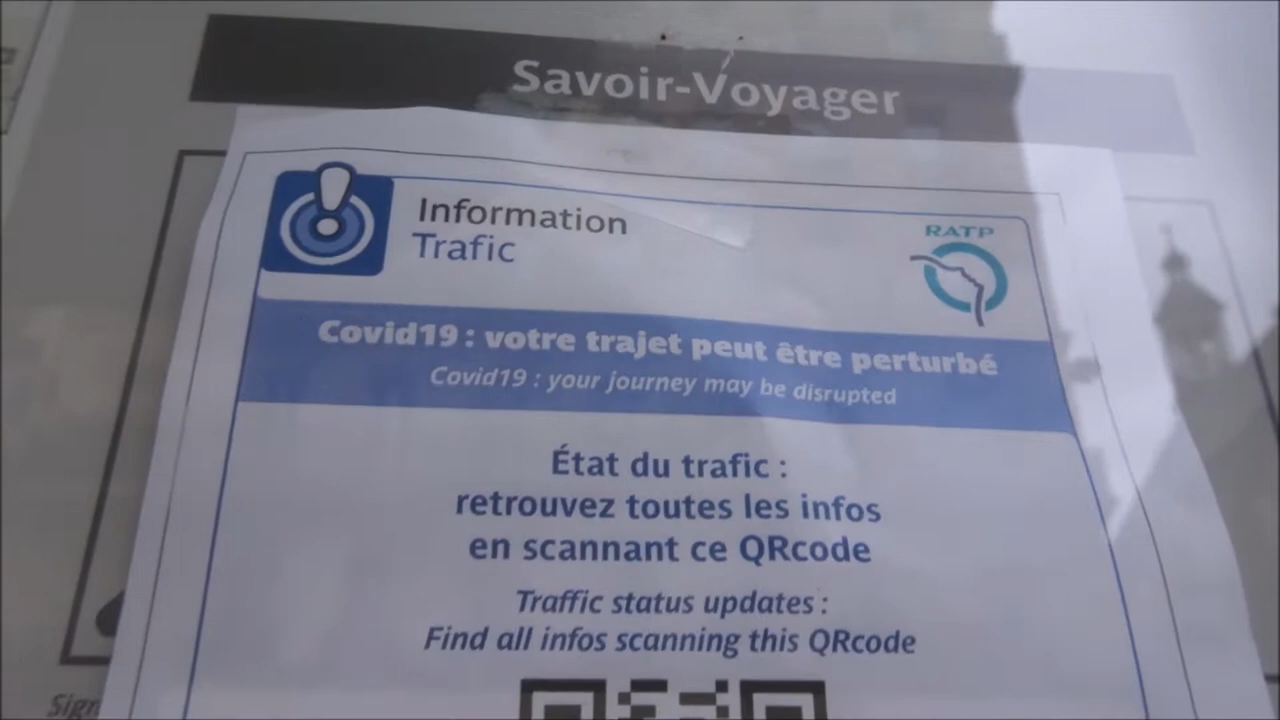 Savoir-Voyager
Information
Trafic
RATP
Covid19 : votre trajet peut être perturbé
Covid19 : your journey may be disrupted
État du trafic :
retrouvez toutes les infos
en scannant ce QRcode
Traffic status updates :
Find all infos scanning this QRcode